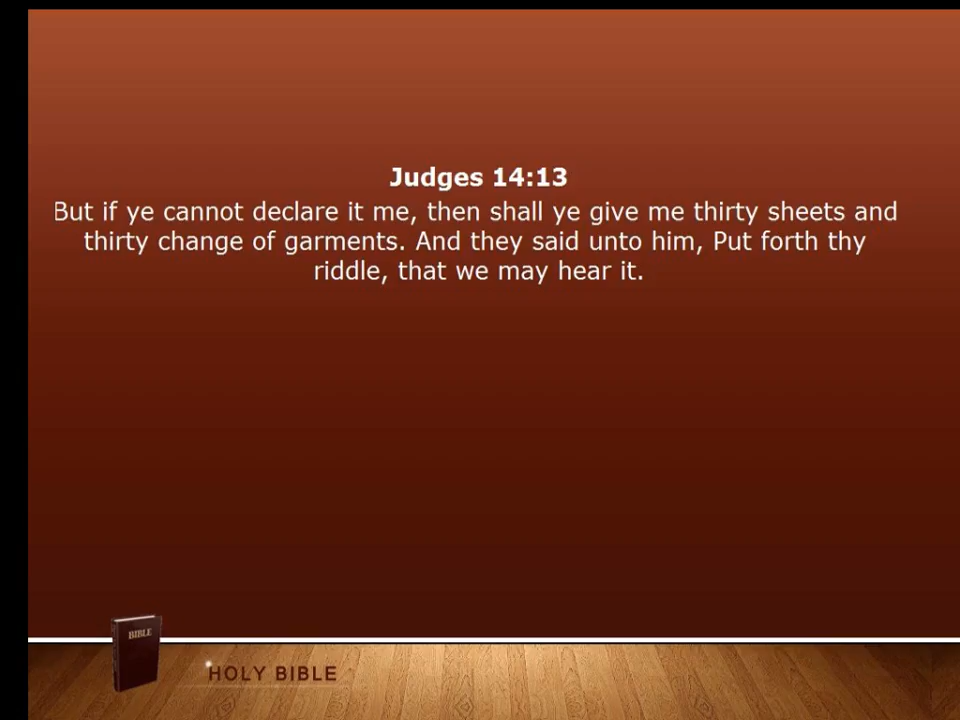 Judges 14:13
But if ye cannot declare it me, then shall ye give me thirty sheets and
thirty change of garments. And they said unto him, Put forth thy
riddle, that we may hear it.
BIBLE
HOLY BIBLE